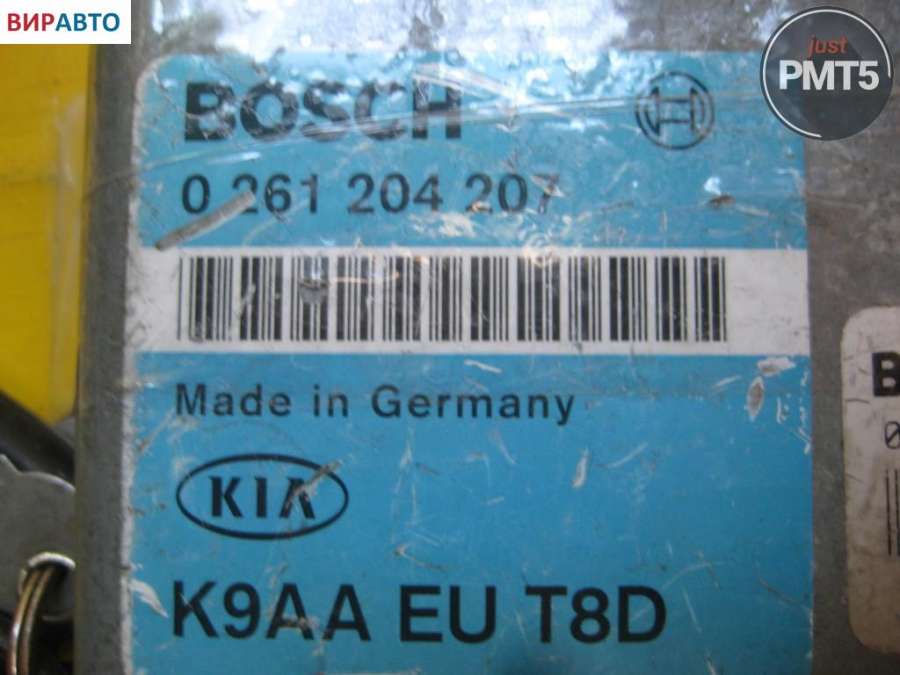 ВИРАВТО
just
PMT5
BOSCH
0 261 204 207
Made in Germany
KIA
K9AA EU T8D